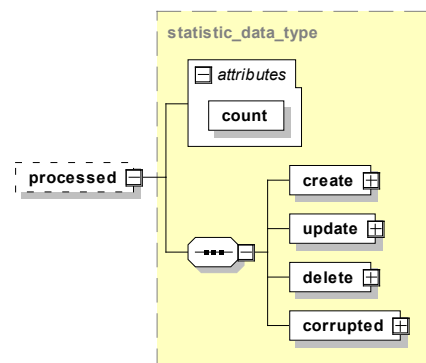 statistic_data_type
attributes
count
processed
create
update
delete
corrupted